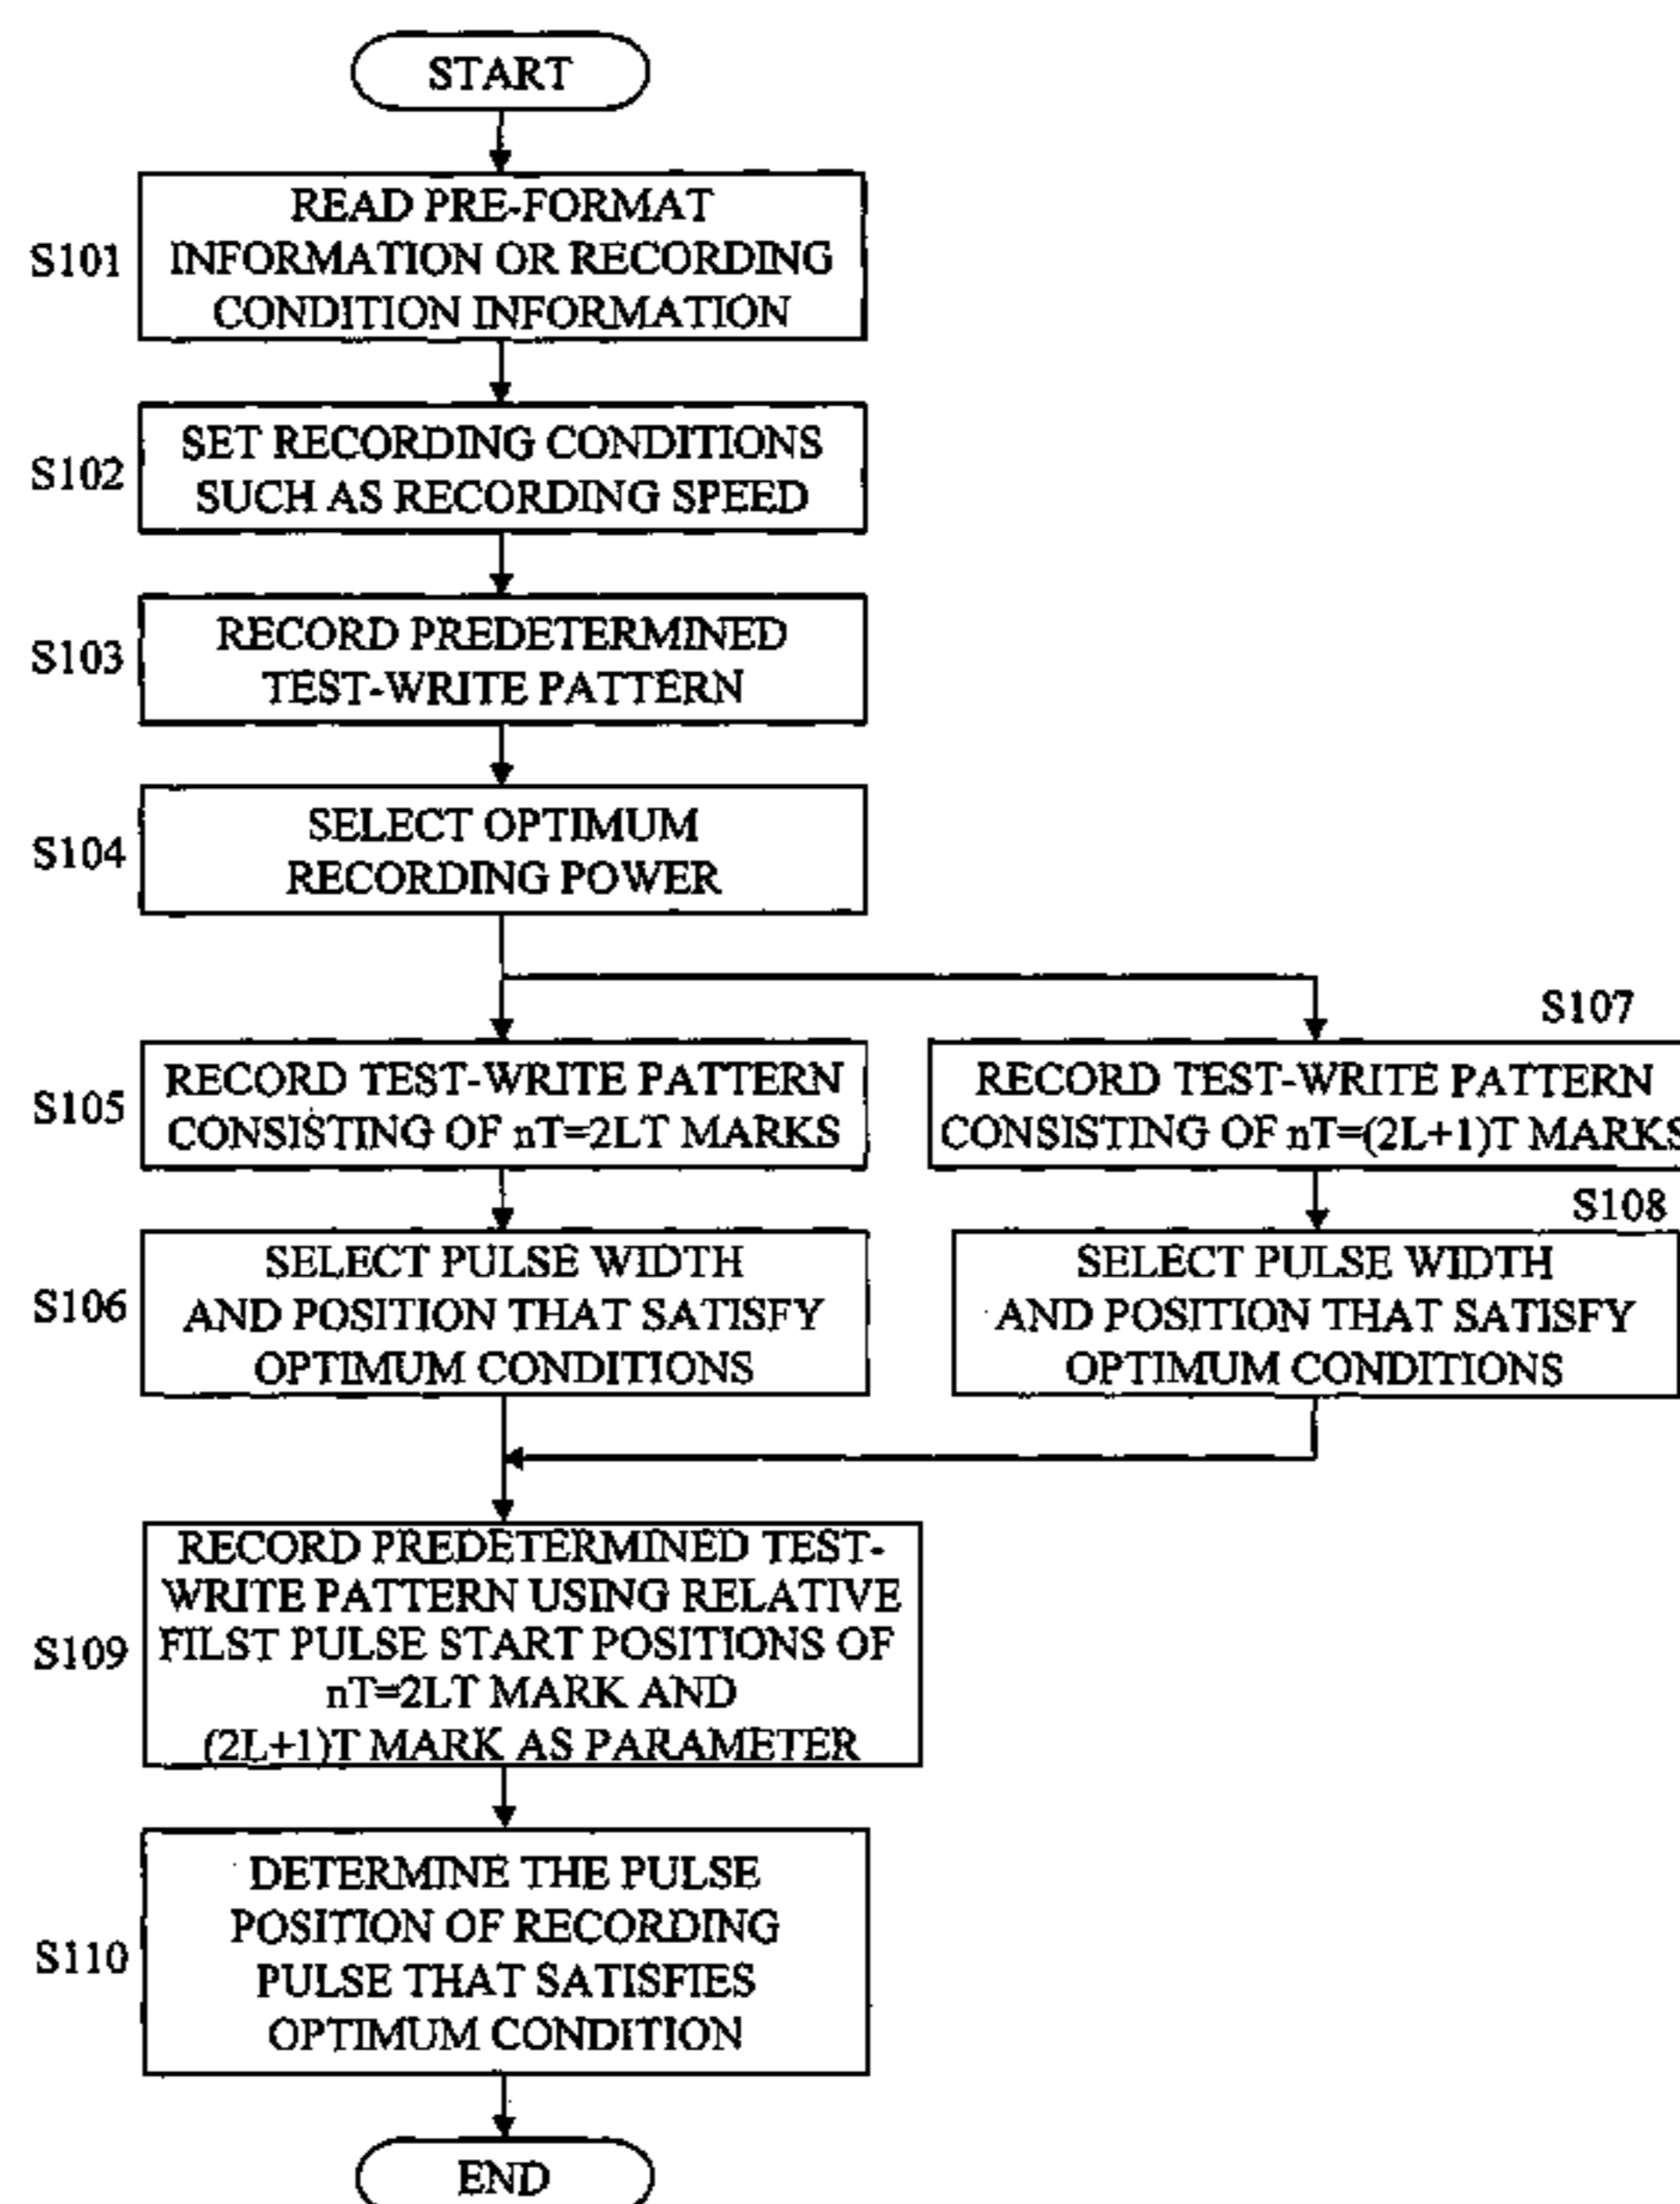 START
S101
READ PRE-FORMAT
INFORMATION OR RECORDING
CONDITION INFORMATION
S102
SET RECORDING CONDITIONS
SUCH AS RECORDING SPEED
S103
RECORD PREDETERMINED
TEST-WRITE PATTERN
S104
SELECT OPTIMUM
RECORDING POWER
S105
RECORD TEST-WRITE PATTERN
CONSISTING OF nT=2LT MARKS
S107
RECORD TEST-WRITE PATTERN
CONSISTING OF nT=(2L+1)T MARKS
S106
SELECT PULSE WIDTH
AND POSITION THAT SATISFY
OPTIMUM CONDITIONS
S108
SELECT PULSE WIDTH
AND POSITION THAT SATISFY
OPTIMUM CONDITIONS
S109
RECORD PREDETERMINED TEST-
WRITE PATTERN USING RELATIVE
FILST PULSE START POSITIONS OF
nT=2LT MARK AND
(2L+1)T MARK AS PARAMETER
S110
DETERMINE THE PULSE
POSITION OF RECORDING
PULSE THAT SATISFIES
OPTIMUM CONDITION
END